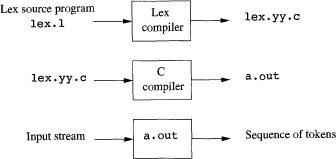 Lex source program
lex.l
Lex
compiler
lex.yy.c
lex.yy.c
C
compiler
a.out
Input stream
a.out
Sequence of tokens